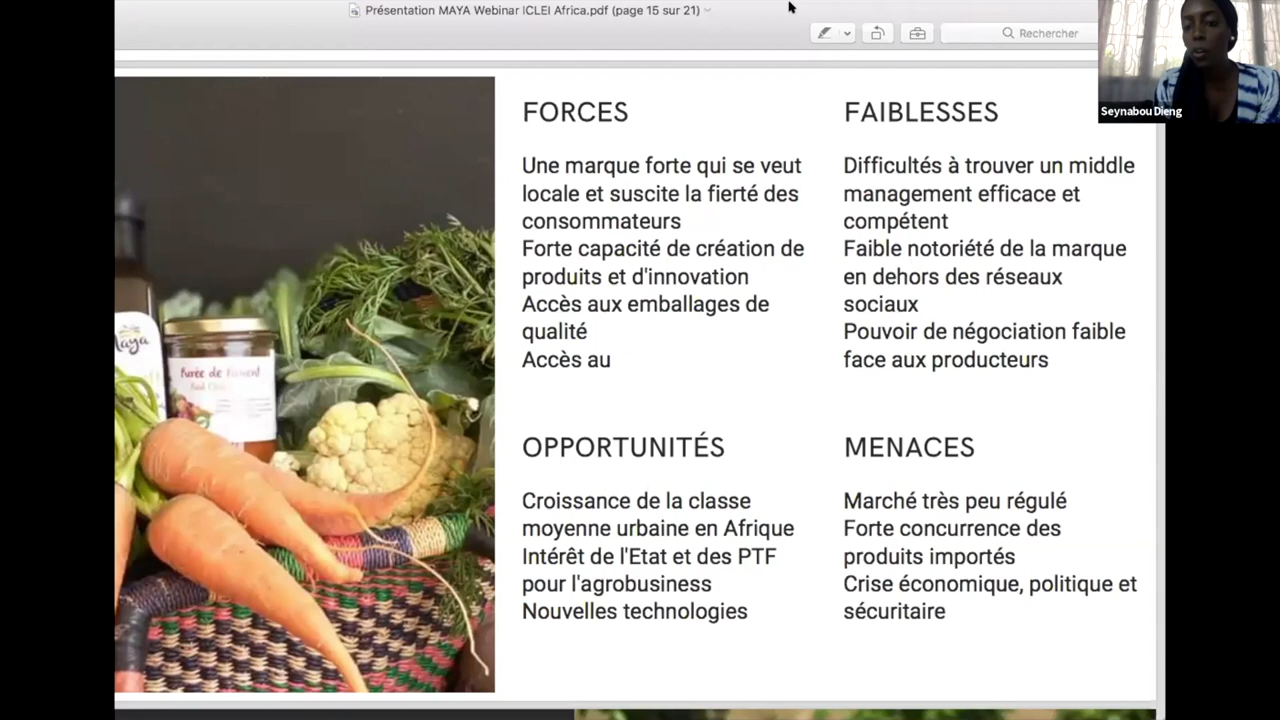 Présentation MAYA Webinar ICLEI Africa.pdf (page 15 sur 21)
Rechercher
Seynabou Dieng
FORCES
Une marque forte qui se veut
locale et suscite la fierté des
consommateurs
Forte capacité de création de
produits et d'innovation
Accès aux emballages de
qualité
Accès au
FAIBLESSES
Difficultés à trouver un middle
management efficace et
compétent
Faible notoriété de la marque
en dehors des réseaux
sociaux
Pouvoir de négociation faible
face aux producteurs
OPPORTUNITÉS
Croissance de la classe
moyenne urbaine en Afrique
Intérêt de l'Etat et des PTF
pour l'agrobusiness
Nouvelles technologies
MENACES
Marché très peu régulé
Forte concurrence des
produits importés
Crise économique, politique et
sécuritaire
Maya
Purée de Piment